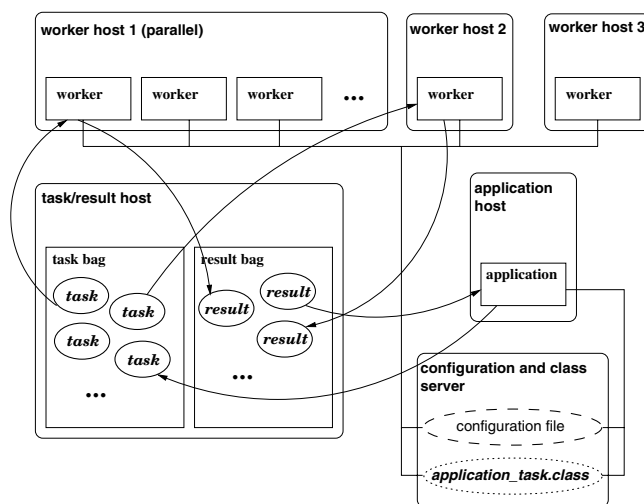 worker host 1 (parallel)
worker host 2
worker host 3
worker
worker
worker
...
worker
worker
task/result host
application
host
task bag
result bag
task
task
task
task
...
result
result
result
...
application
configuration and class
server
configuration file
application_task.class